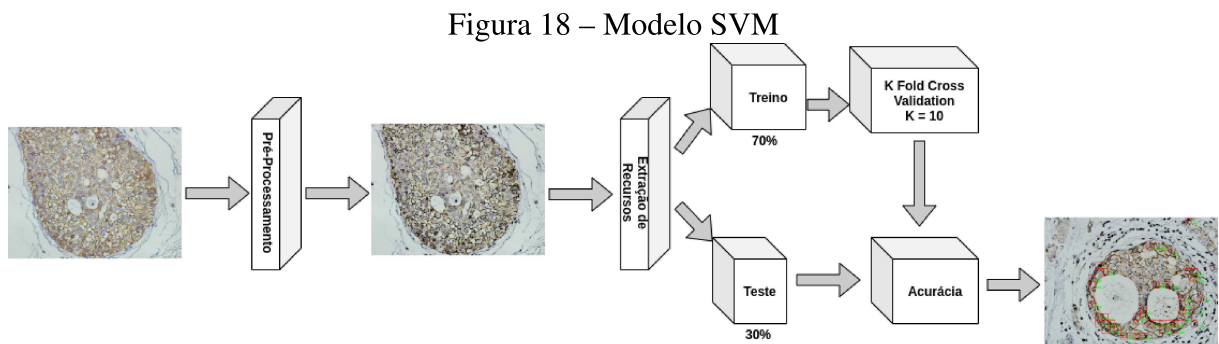 Figura 18 – Modelo SVM
Pré-Processamento
Extração de
Recursos
Treino
70%
K Fold Cross
Validation
K = 10
Teste
30%
Acurácia